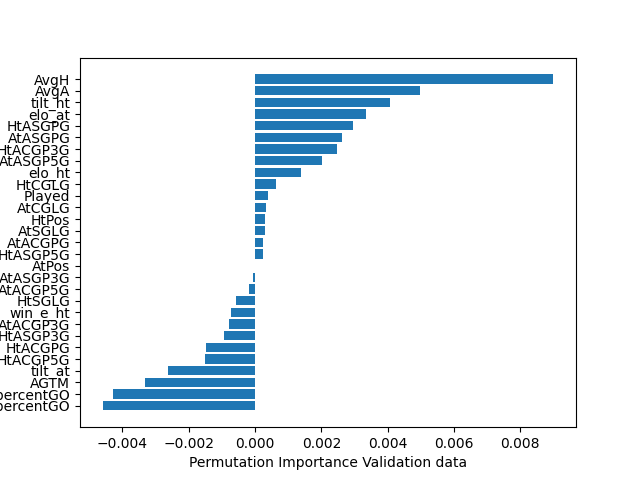 AvgH
AvgA
tilt_ht
elo_at
HtASGPG
AtASGPG
HtACGPG
AtASGP5G
elo_ht
HtCGLG
Played
AtCGLG
HtPos
AtSGLG
AtACGPG
HtASGP5G
AtPos
AtASGP3G
AtACGP5G
HtSGLG
win_e_ht
AtACGP3G
HtASGP3G
HtACGPG
HtACGP5G
tilt_at
AGTM
percentGO
percentGO
−0.004 −0.002 0.000 0.002 0.004 0.006 0.008
Permutation Importance Validation data